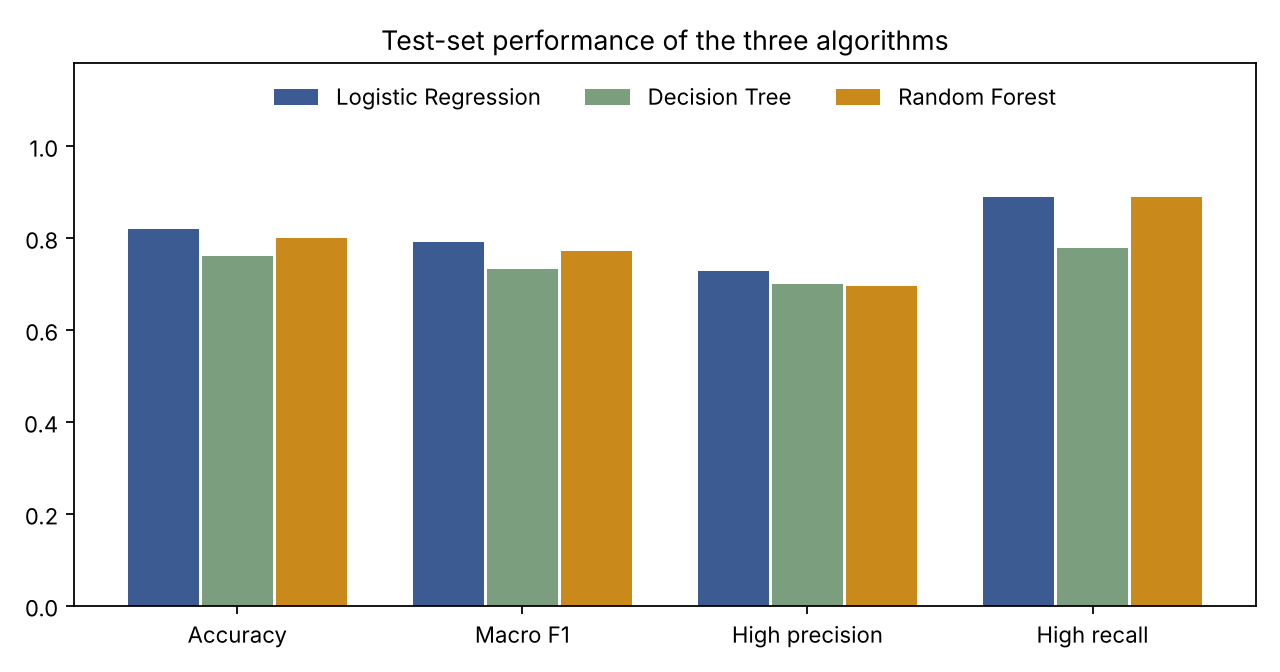 Test-set performance of the three algorithms
Logistic Regression Decision Tree Random Forest
1.0
0.8
0.6
0.4
0.2
0.0
Accuracy Macro F1 High precision High recall